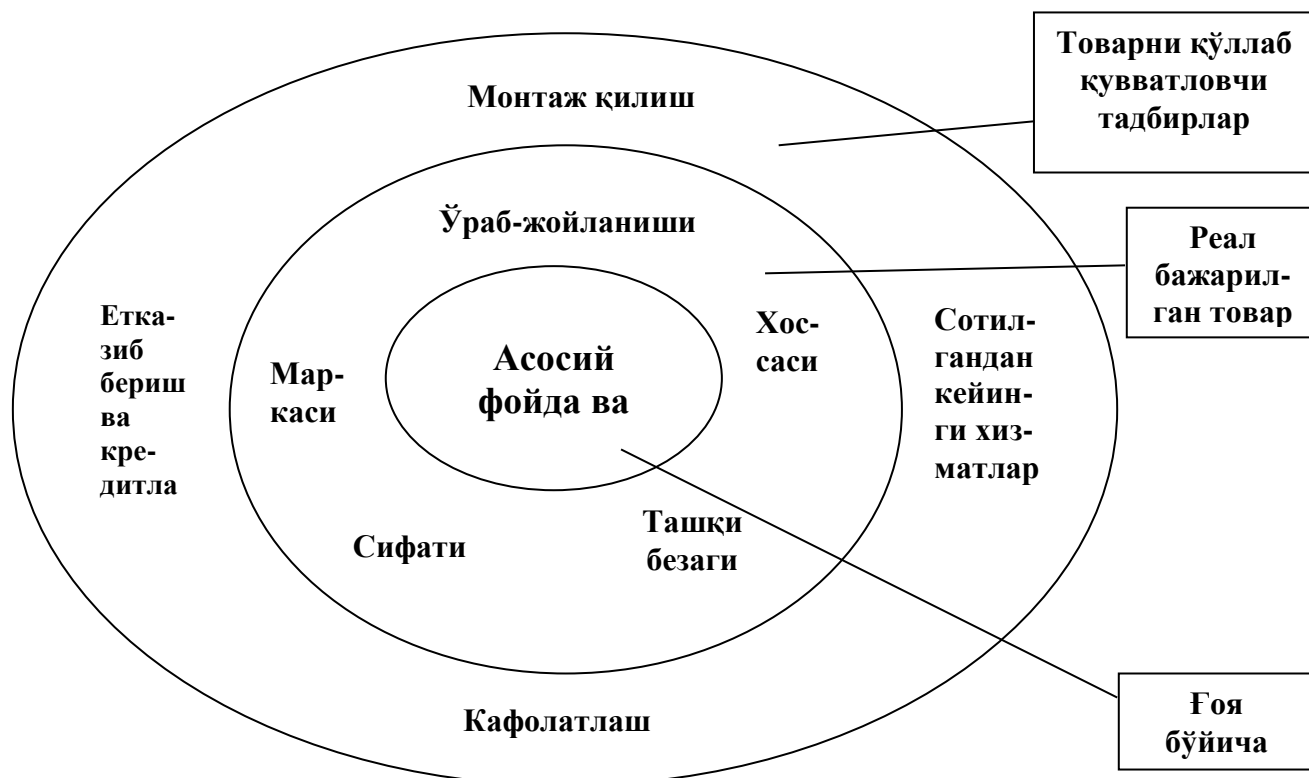 Товарни қўллаб
қувватловчи
тадбирлар
Монтаж қилиш
Ўраб-жойланиши
Реал
бажарил-
ган товар
Етка-
зиб
бериш
ва
кре-
дитла
Мар-
каси
Асосий
фойда ва
Хос-
саси
Сотил-
гандан
кейин-
ги хиз-
матлар
Сифати
Ташқи
безаги
Кафолатлаш
Ғоя
бўйича